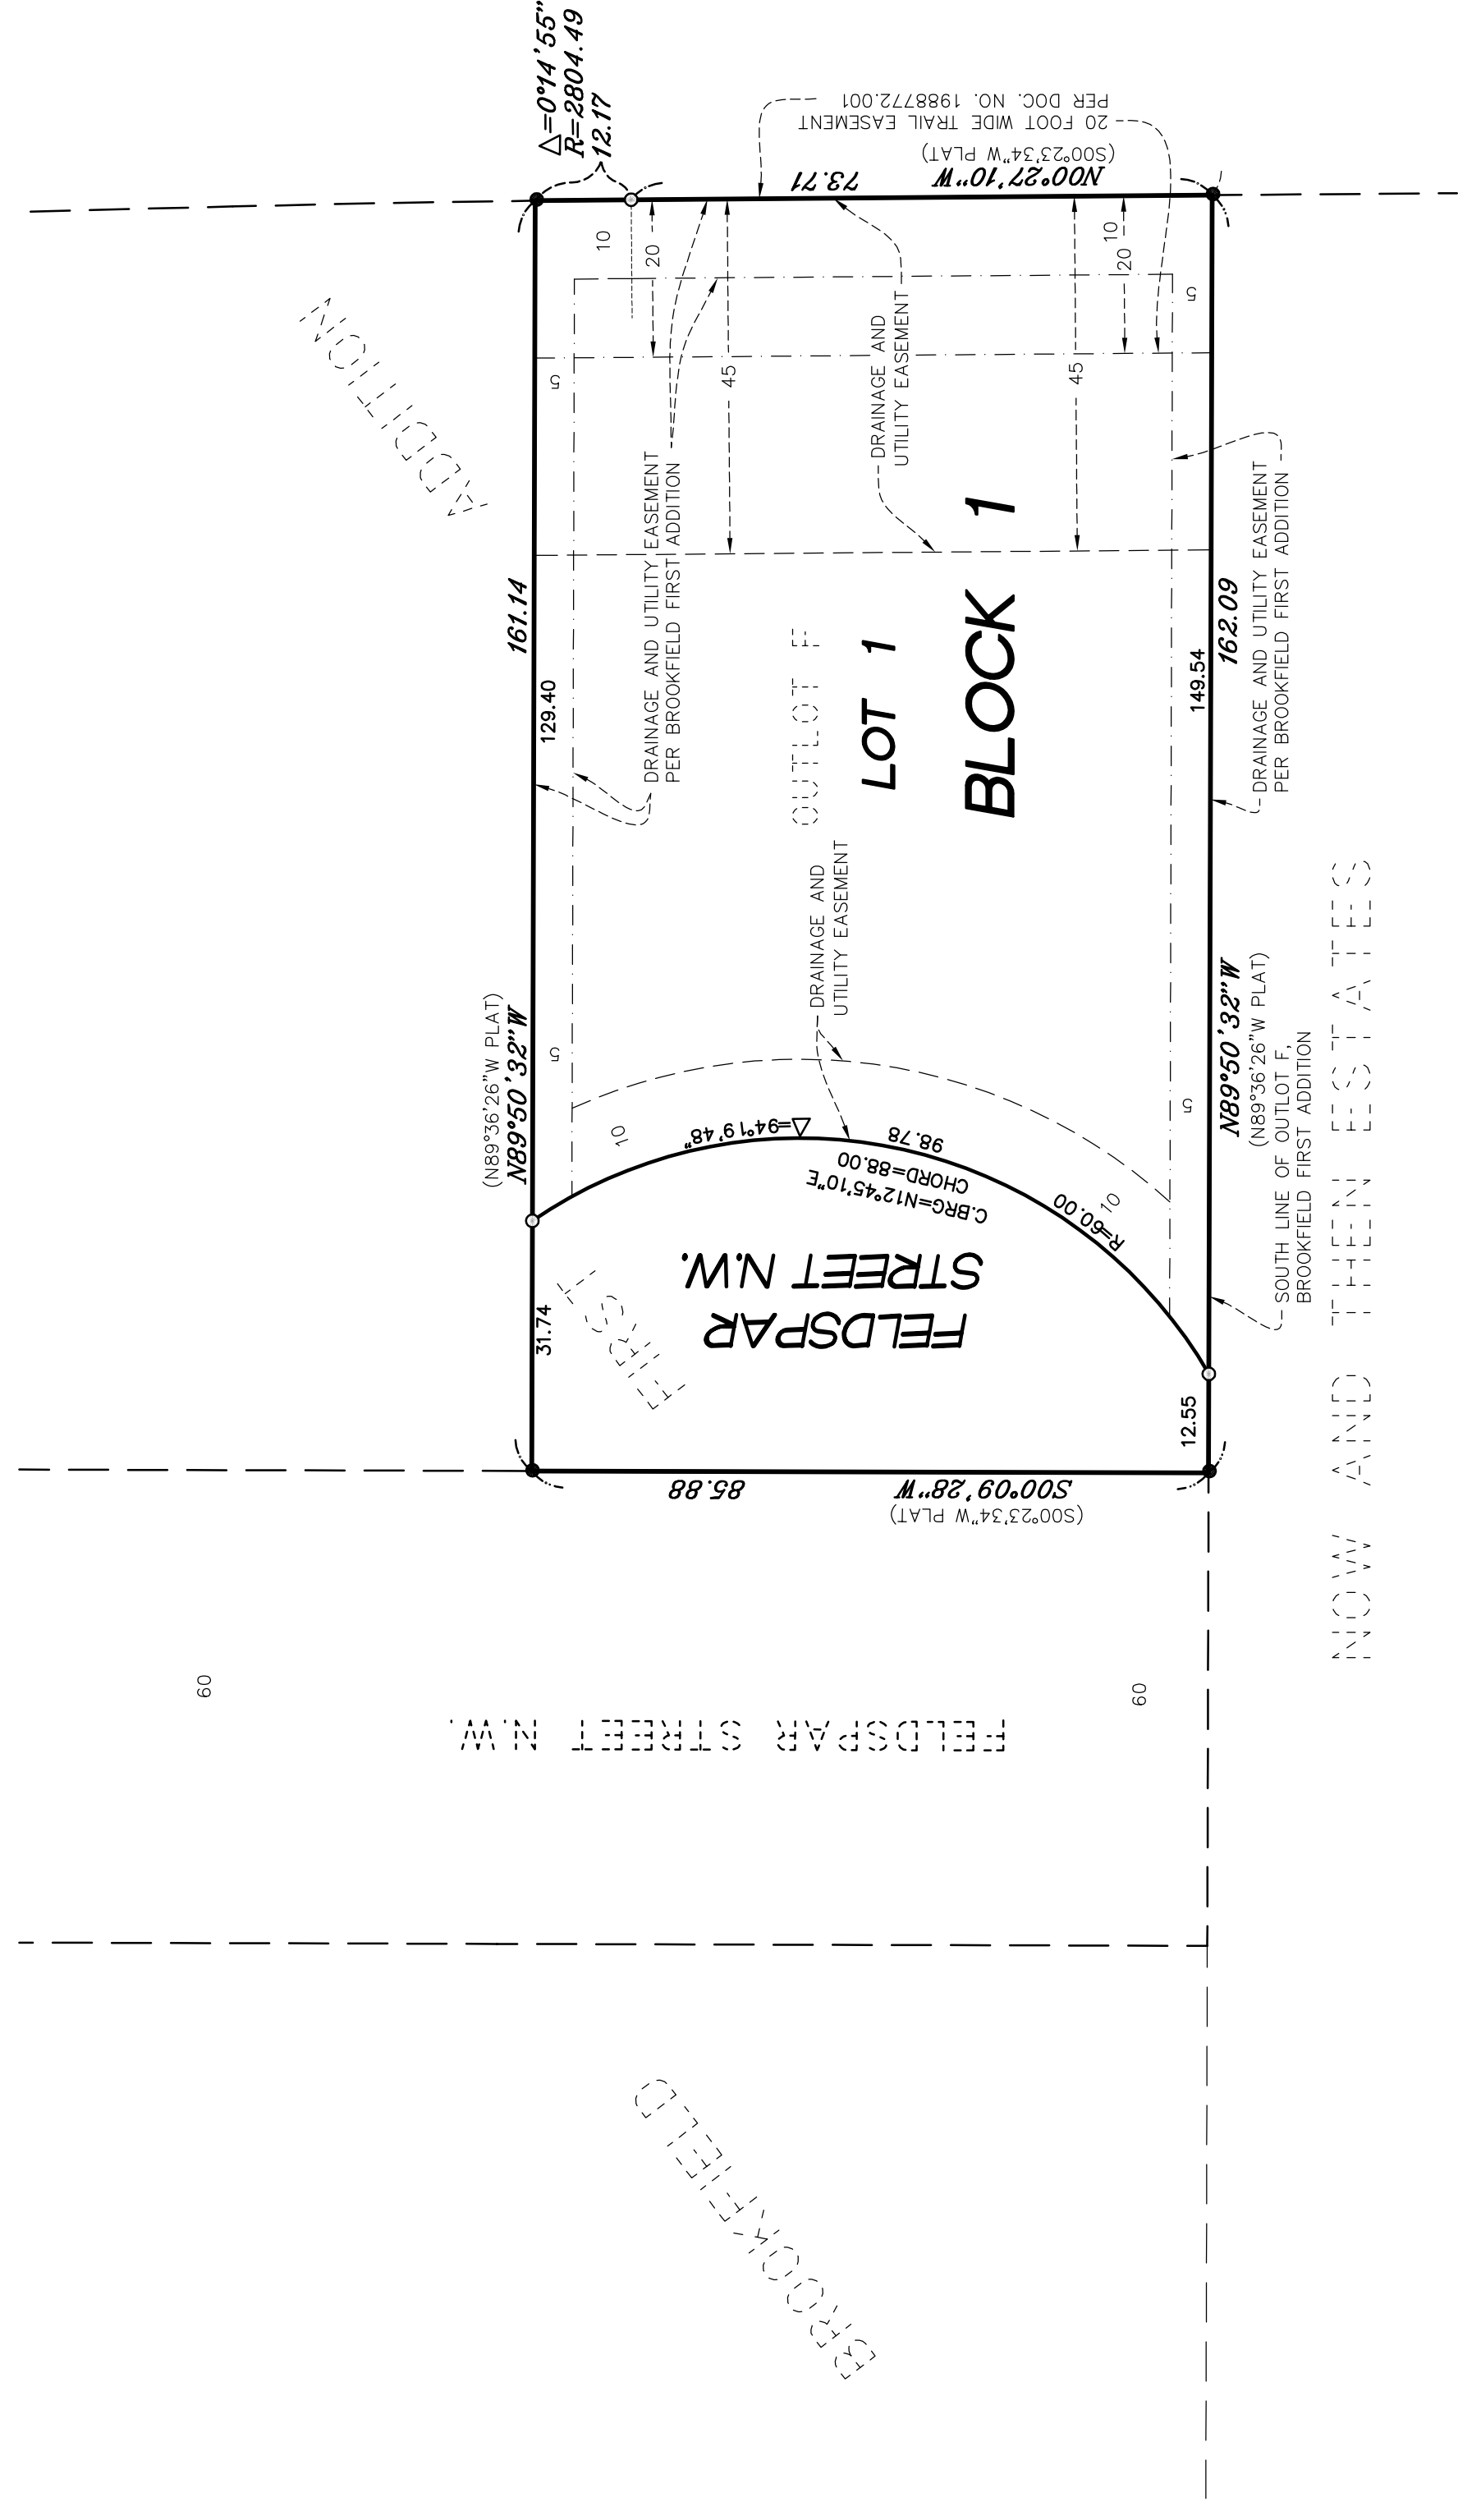 △=0°14'55"
R=2804.49
12.17
20 FOOT WIDE TRAIL EASEMENT
PER DOC. NO. 1988772.001
(S00°23'34"W PLAT)
N00°27'10"W
73.71
ADDITION
10
20
10
20
5
5
45
45
DRAINAGE AND
UTILITY EASEMENT
DRAINAGE AND UTILITY EASEMENT
PER BROOKFIELD FIRST ADDITION
161.14
129.40
OUTLOT F
LOT 1
BLOCK 1
149.54
162.09
DRAINAGE AND UTILITY EASEMENT
PER BROOKFIELD FIRST ADDITION
(N89°36'26"W PLAT)
N89°50'32"W
5
DRAINAGE AND
UTILITY EASEMENT
5
N89°50'32"W
(N89°36'26"W PLAT)
SOUTH LINE OF OUTLOT F,
BROOKFIELD FIRST ADDITION
10
△=94°19'48"
98.78
CHORD=88.00
C.BRG=N12°45'10"E
R=60.00
10
FELDSPAR
STREET N.W.
FIRST
31.74
12.55
85.88
S00°09'28"W
(S00°23'34"W PLAT)
NOW AND THEN ESTATES
60
60
FELDSPAR STREET N.W.
BROOKFIELD